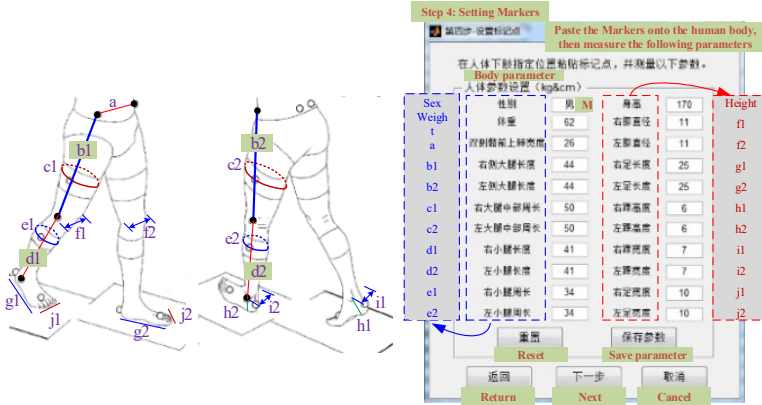 Step 4: Setting Markers
第四步-设置标记点
Paste the Markers onto the human body,
then measure the following parameters
在人体下肢指定位置粘贴标记点，并测量以下参数。
Body parameter
人体参数设置（kg&cm）
Sex 性别 男 M 身高 170 Height
Weigh
t 体重 62 右膝直径 11 f1
a 双侧髂前上棘宽度 26 左膝直径 11 f2
b1 右侧大腿长度 44 右足长度 25 g1
b2 左侧大腿长度 44 左足长度 25 g2
c1 右大腿中部周长 50 右踝高度 6 h1
c2 左大腿中部周长 50 左踝高度 6 h2
d1 右小腿长度 41 右踝宽度 7 i1
d2 左小腿长度 41 左踝宽度 7 i2
e1 右小腿周长 34 右足宽度 10 j1
e2 左小腿周长 34 左足宽度 10 j2
重置 保存参数
Reset Save parameter
返回 下一步 取消
Return Next Cancel
a
b1
c1
e1
f1
f2
d1
g1
j1
g2
j2
b2
c2
e2
d2
h2
i2
i1
h1